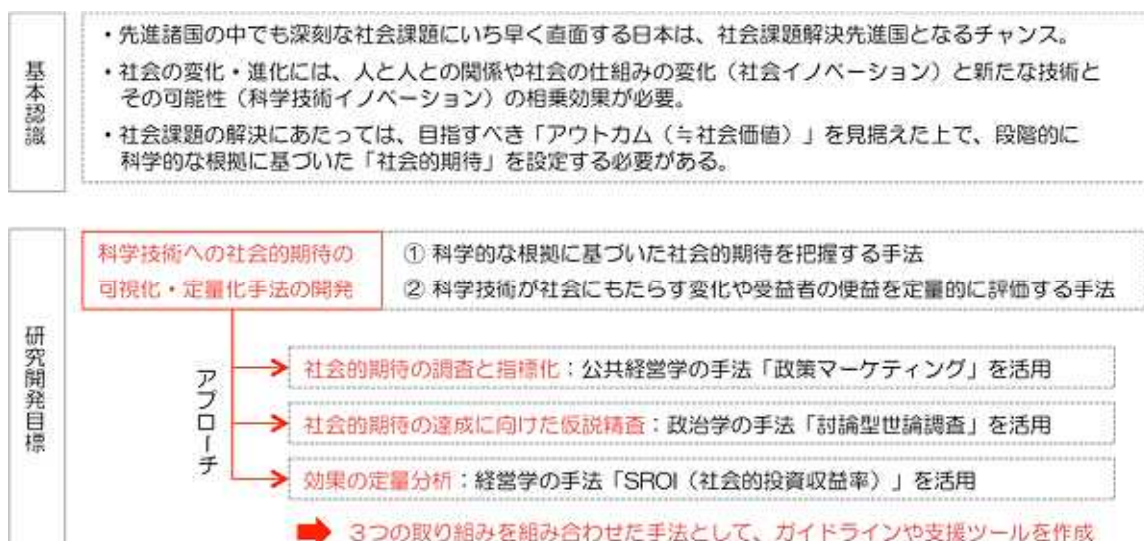 基本認識
・先進諸国の中でも深刻な社会課題にいち早く直面する日本は、社会課題解決先進国となるチャンス。
・社会の変化・進化には、人と人との関係や社会の仕組みの変化（社会イノベーション）と新たな技術と
その可能性（科学技術イノベーション）の相乗効果が必要。
・社会課題の解決にあたっては、目指すべき「アウトカム（≒社会価値）」を見据えた上で、段階的に
科学的な根拠に基づいた「社会的期待」を設定する必要がある。
研究開発目標
科学技術への社会的期待の
可視化・定量化手法の開発
① 科学的な根拠に基づいた社会的期待を把握する手法
② 科学技術が社会にもたらす変化や受益者の便益を定量的に評価する手法
アプローチ
社会的期待の調査と指標化：公共経営学の手法「政策マーケティング」を活用
社会的期待の達成に向けた仮説精査：政治学の手法「討論型世論調査」を活用
効果の定量分析：経営学の手法「SROI（社会的投資収益率）」を活用
3つの取り組みを組み合わせた手法として、ガイドラインや支援ツールを作成